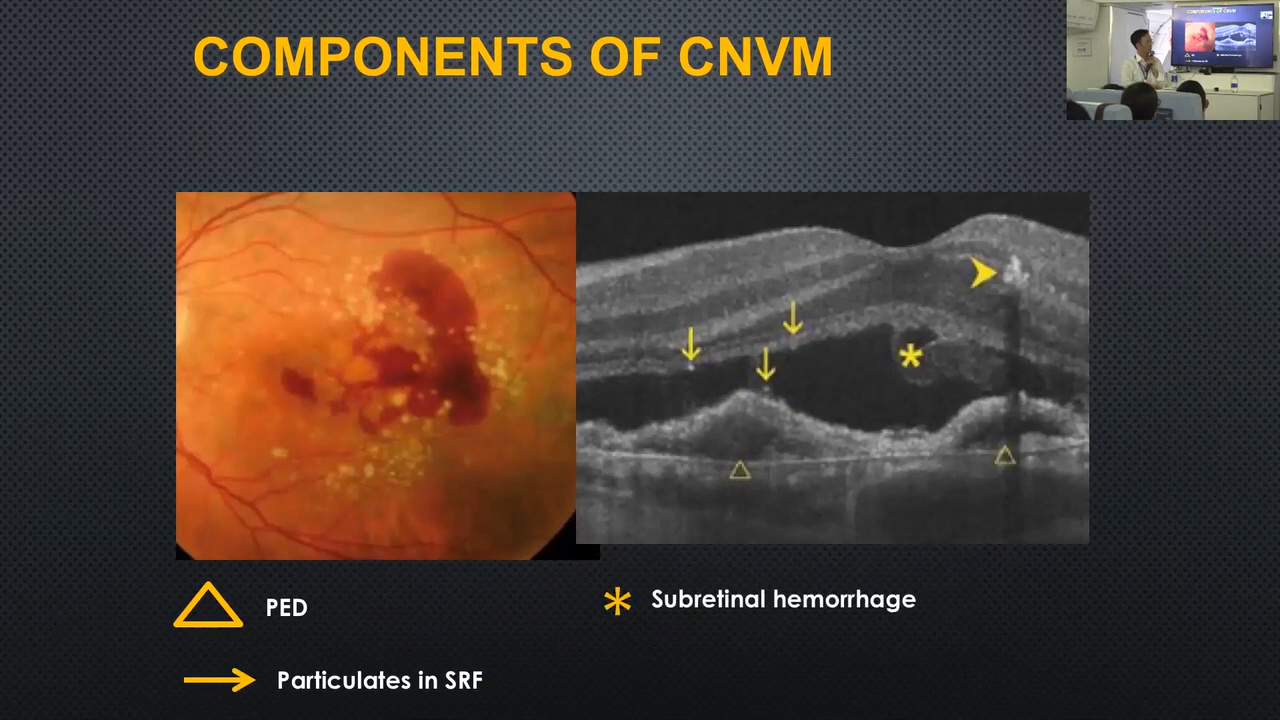 COMPONENTS OF CNVM
PED
Subretinal hemorrhage
Particulates in SRF